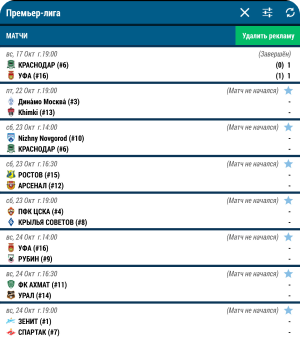 Премьер-лига
МАТЧИ Удалить рекламу
вс, 17 Окт г.19:00 (Завершён)
КРАСНОДАР (#6) (0) 1
УФА (#16) (1) 1
пт, 22 Окт г.19:00 (Матч не начался)
Дина́мо Москва́ (#3) -
Khimki (#13) -
сб, 23 Окт г.14:00 (Матч не начался)
Nizhny Novgorod (#10) -
КРАСНОДАР (#6) -
сб, 23 Окт г.16:30 (Матч не начался)
РОСТОВ (#15) -
АРСЕНАЛ (#12) -
сб, 23 Окт г.19:00 (Матч не начался)
ПФК ЦСКА (#4) -
КРЫЛЬЯ СОВЕТОВ (#8) -
вс, 24 Окт г.14:00 (Матч не начался)
УФА (#16) -
РУБИН (#9) -
вс, 24 Окт г.16:30 (Матч не начался)
ФК АХМАТ (#11) -
УРАЛ (#14) -
вс, 24 Окт г.19:00 (Матч не начался)
ЗЕНИТ (#1) -
СПАРТАК (#7) -